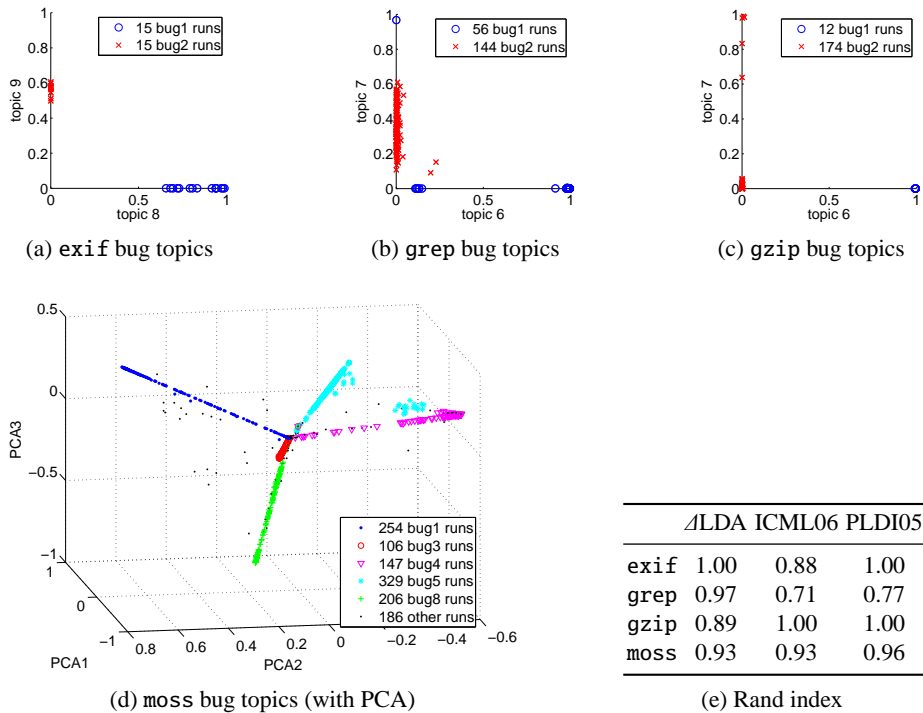 1
0.8
0.6
0.4
0.2
0
0 0.5 1
topic 9
topic 8
15 bug1 runs
15 bug2 runs
(a) exif bug topics
1
0.8
0.6
0.4
0.2
0
0 0.5 1
topic 7
topic 6
56 bug1 runs
144 bug2 runs
(b) grep bug topics
1
0.8
0.6
0.4
0.2
0
0 0.5 1
topic 7
topic 6
12 bug1 runs
174 bug2 runs
(c) gzip bug topics
0.5
0
−0.5
−1
PCA3
1
0
−1
PCA1
0.8 0.6 0.4 0.2 0 −0.2 −0.4 −0.6
PCA2
254 bug1 runs
106 bug3 runs
147 bug4 runs
329 bug5 runs
206 bug8 runs
186 other runs
(d) moss bug topics (with PCA)
ΔLDA ICML06 PLDI05
exif 1.00 0.88 1.00
grep 0.97 0.71 0.77
gzip 0.89 1.00 1.00
moss 0.93 0.93 0.96
(e) Rand index